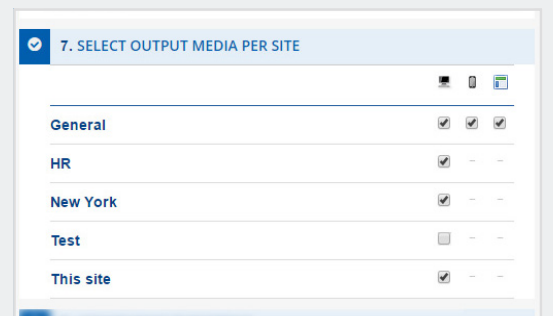 7. SELECT OUTPUT MEDIA PER SITE
General
HR
New York
Test
This site